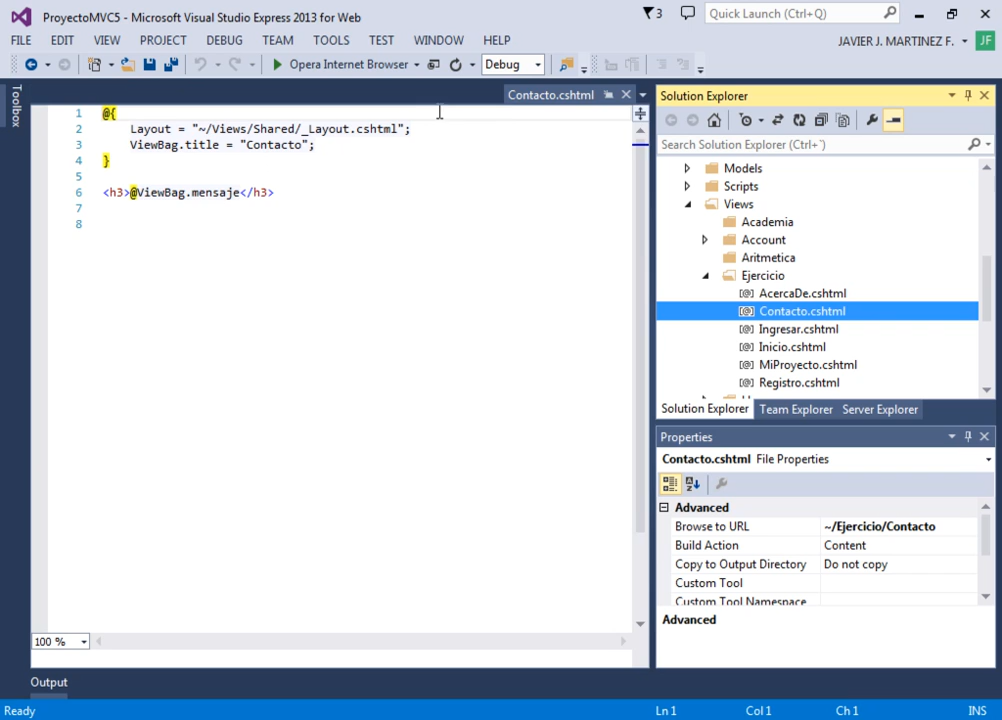 ProyectoMVC5 - Microsoft Visual Studio Express 2013 for Web
3
Quick Launch (Ctrl+Q)
FILE EDIT VIEW PROJECT DEBUG TEAM TOOLS TEST WINDOW HELP
JAVIER J. MARTINEZ F. JF
Opera Internet Browser Debug
Toolbox
Contacto.cshtml
1 @{
2 Layout = "~/Views/Shared/_Layout.cshtml";
3 ViewBag.title = "Contacto";
4 }
5
6 <h3>@ViewBag.mensaje</h3>
7
8
100 %
Solution Explorer
Search Solution Explorer (Ctrl+`)
Models
Scripts
Views
Academia
Account
Aritmetica
Ejercicio
[@] AcercaDe.cshtml
[@] Contacto.cshtml
[@] Ingresar.cshtml
[@] Inicio.cshtml
[@] MiProyecto.cshtml
[@] Registro.cshtml
Solution Explorer Team Explorer Server Explorer
Properties
Contacto.cshtml File Properties
Advanced
Browse to URL ~/Ejercicio/Contacto
Build Action Content
Copy to Output Directory Do not copy
Custom Tool
Custom Tool Namespace
Advanced
Output
Ready Ln 1 Col 1 Ch 1 INS